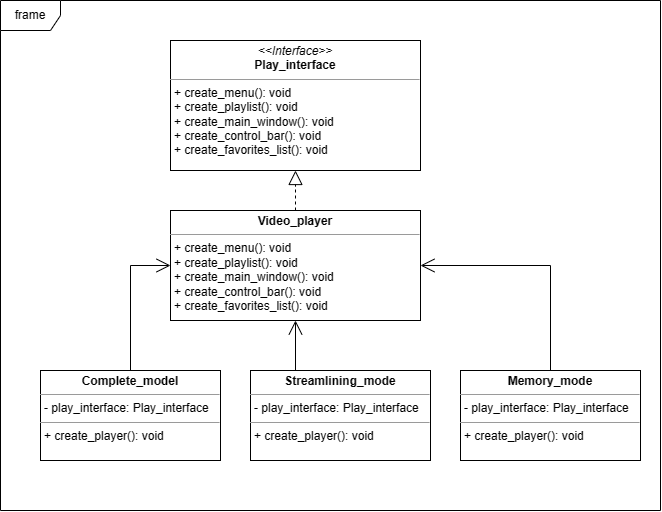 frame
<<Interface>>
Play_interface
+ create_menu(): void
+ create_playlist(): void
+ create_main_window(): void
+ create_control_bar(): void
+ create_favorites_list(): void
Video_player
+ create_menu(): void
+ create_playlist(): void
+ create_main_window(): void
+ create_control_bar(): void
+ create_favorites_list(): void
Complete_model
- play_interface: Play_interface
+ create_player(): void
Streamlining_mode
- play_interface: Play_interface
+ create_player(): void
Memory_mode
- play_interface: Play_interface
+ create_player(): void